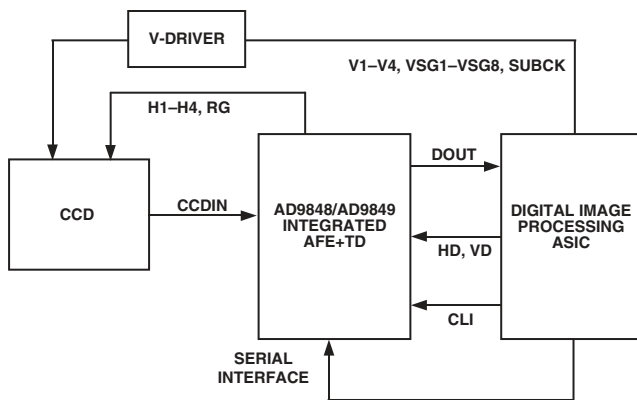 V-DRIVER
V1–V4, VSG1–VSG8, SUBCK
H1–H4, RG
DOUT
CCD
CCDIN
AD9848/AD9849
INTEGRATED
AFE+TD
DIGITAL IMAGE
PROCESSING
ASIC
HD, VD
CLI
SERIAL
INTERFACE